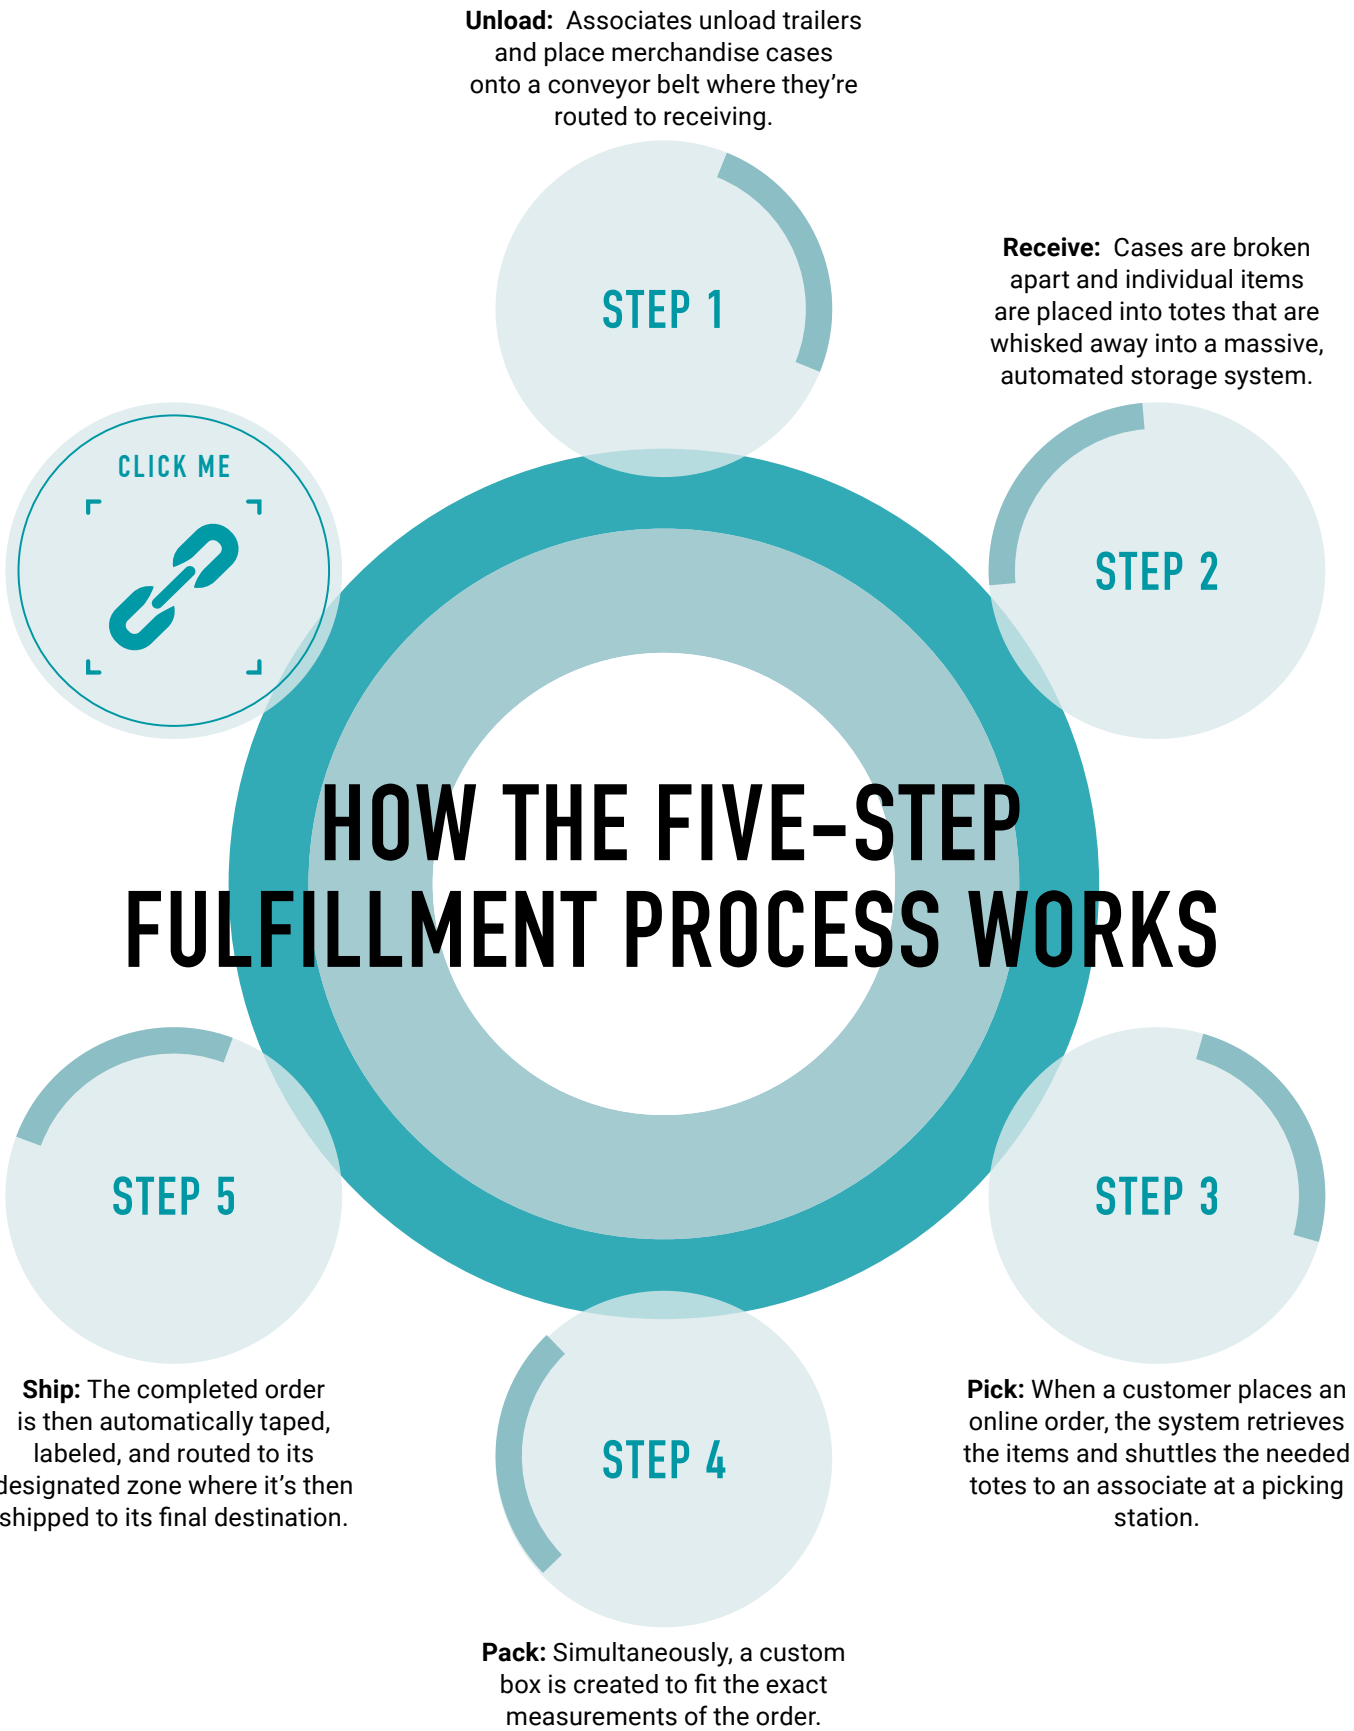 Unload: Associates unload trailers
and place merchandise cases
onto a conveyor belt where they're
routed to receiving.
STEP 1
Receive: Cases are broken
apart and individual items
are placed into totes that are
whisked away into a massive,
automated storage system.
STEP 2
CLICK ME
HOW THE FIVE-STEP
FULFILLMENT PROCESS WORKS
STEP 3
Pick: When a customer places an
online order, the system retrieves
the items and shuttles the needed
totes to an associate at a picking
station.
STEP 4
Pack: Simultaneously, a custom
box is created to fit the exact
measurements of the order.
STEP 5
Ship: The completed order
is then automatically taped,
labeled, and routed to its
designated zone where it's then
shipped to its final destination.